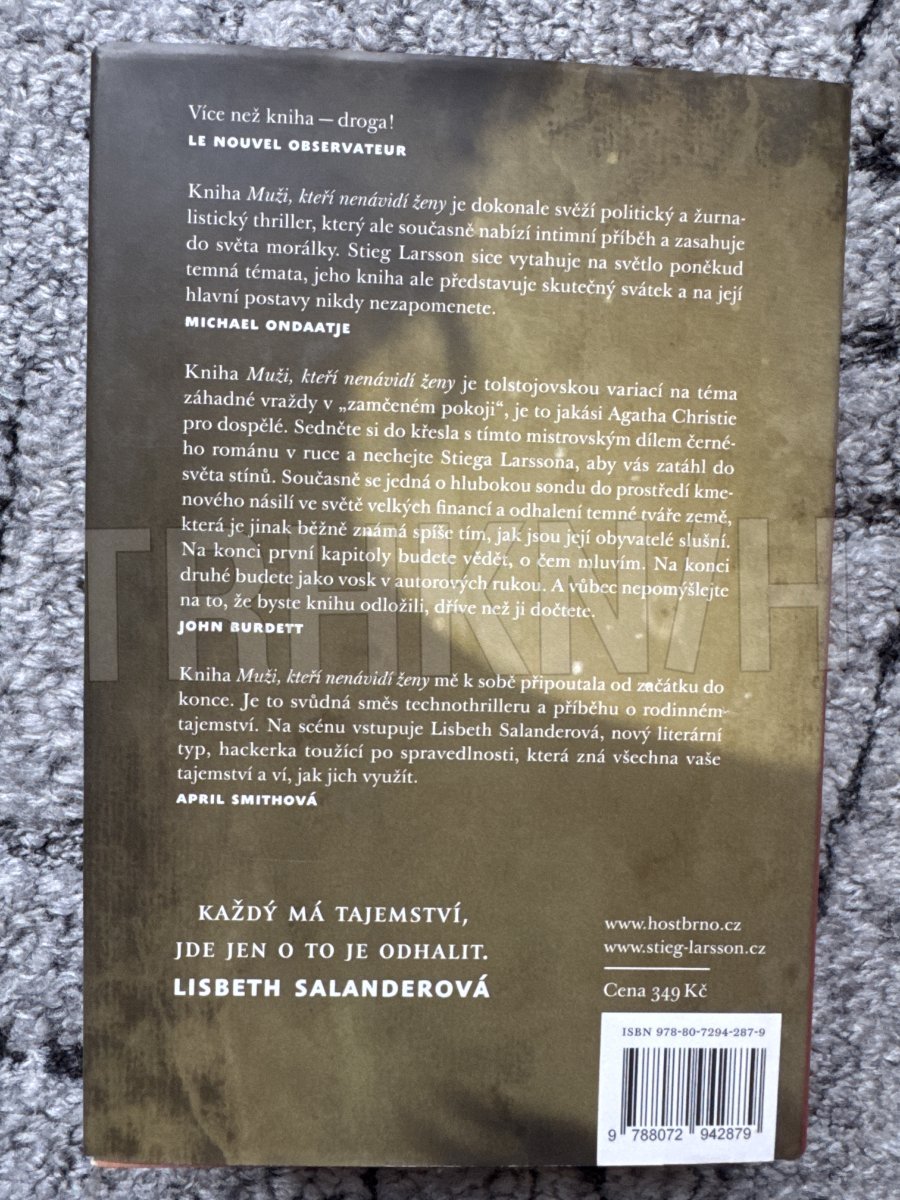 Více než kniha — droga!
LE NOUVEL OBSERVATEUR
Kniha Muži, kteří nenávidí ženy je dokonale svěží politický a žurna-
listický thriller, který ale současně nabízí intimní příběh a zasahuje
do světa morálky. Stieg Larsson sice vytahuje na světlo poněkud
temná témata, jeho kniha ale představuje skutečný svátek a na její
hlavní postavy nikdy nezapomenete.
MICHAEL ONDAATJE
Kniha Muži, kteří nenávidí ženy je tolstojovskou variací na téma
záhadné vraždy v „zamčeném pokoji“, je to jakási Agatha Christie
pro dospělé. Sedněte si do křesla s tímto mistrovským dílem černé-
ho románu v ruce a nechejte Stiega Larssona, aby vás zatáhl do
světa stínů. Současně se jedná o hlubokou sondu do prostředí kme-
nového násilí ve světě velkých financí a odhalení temné tváře země,
která je jinak běžně známá spíše tím, jak jsou její obyvatelé slušní.
Na konci první kapitoly budete vědět, o čem mluvím. Na konci
druhé budete jako vosk v autorových rukou. A vůbec nepomýšlejte
na to, že byste knihu odložili, dříve než ji dočtete.
JOHN BURDETT
TRHKNIH
Kniha Muži, kteří nenávidí ženy mě k sobě připoutala od začátku do
konce. Je to svůdná směs technothrilleru a příběhu o rodinném
tajemství. Na scénu vstupuje Lisbeth Salanderová, nový literární
typ, hackerka toužící po spravedlnosti, která zná všechna vaše
tajemství a ví, jak jich využít.
APRIL SMITHOVÁ
KAŽDÝ MÁ TAJEMSTVÍ,
JDE JEN O TO JE ODHALIT.
LISBETH SALANDEROVÁ
www.hostbrno.cz
www.stieg-larsson.cz
Cena 349 Kč
ISBN 978-80-7294-287-9
9 788072 942879